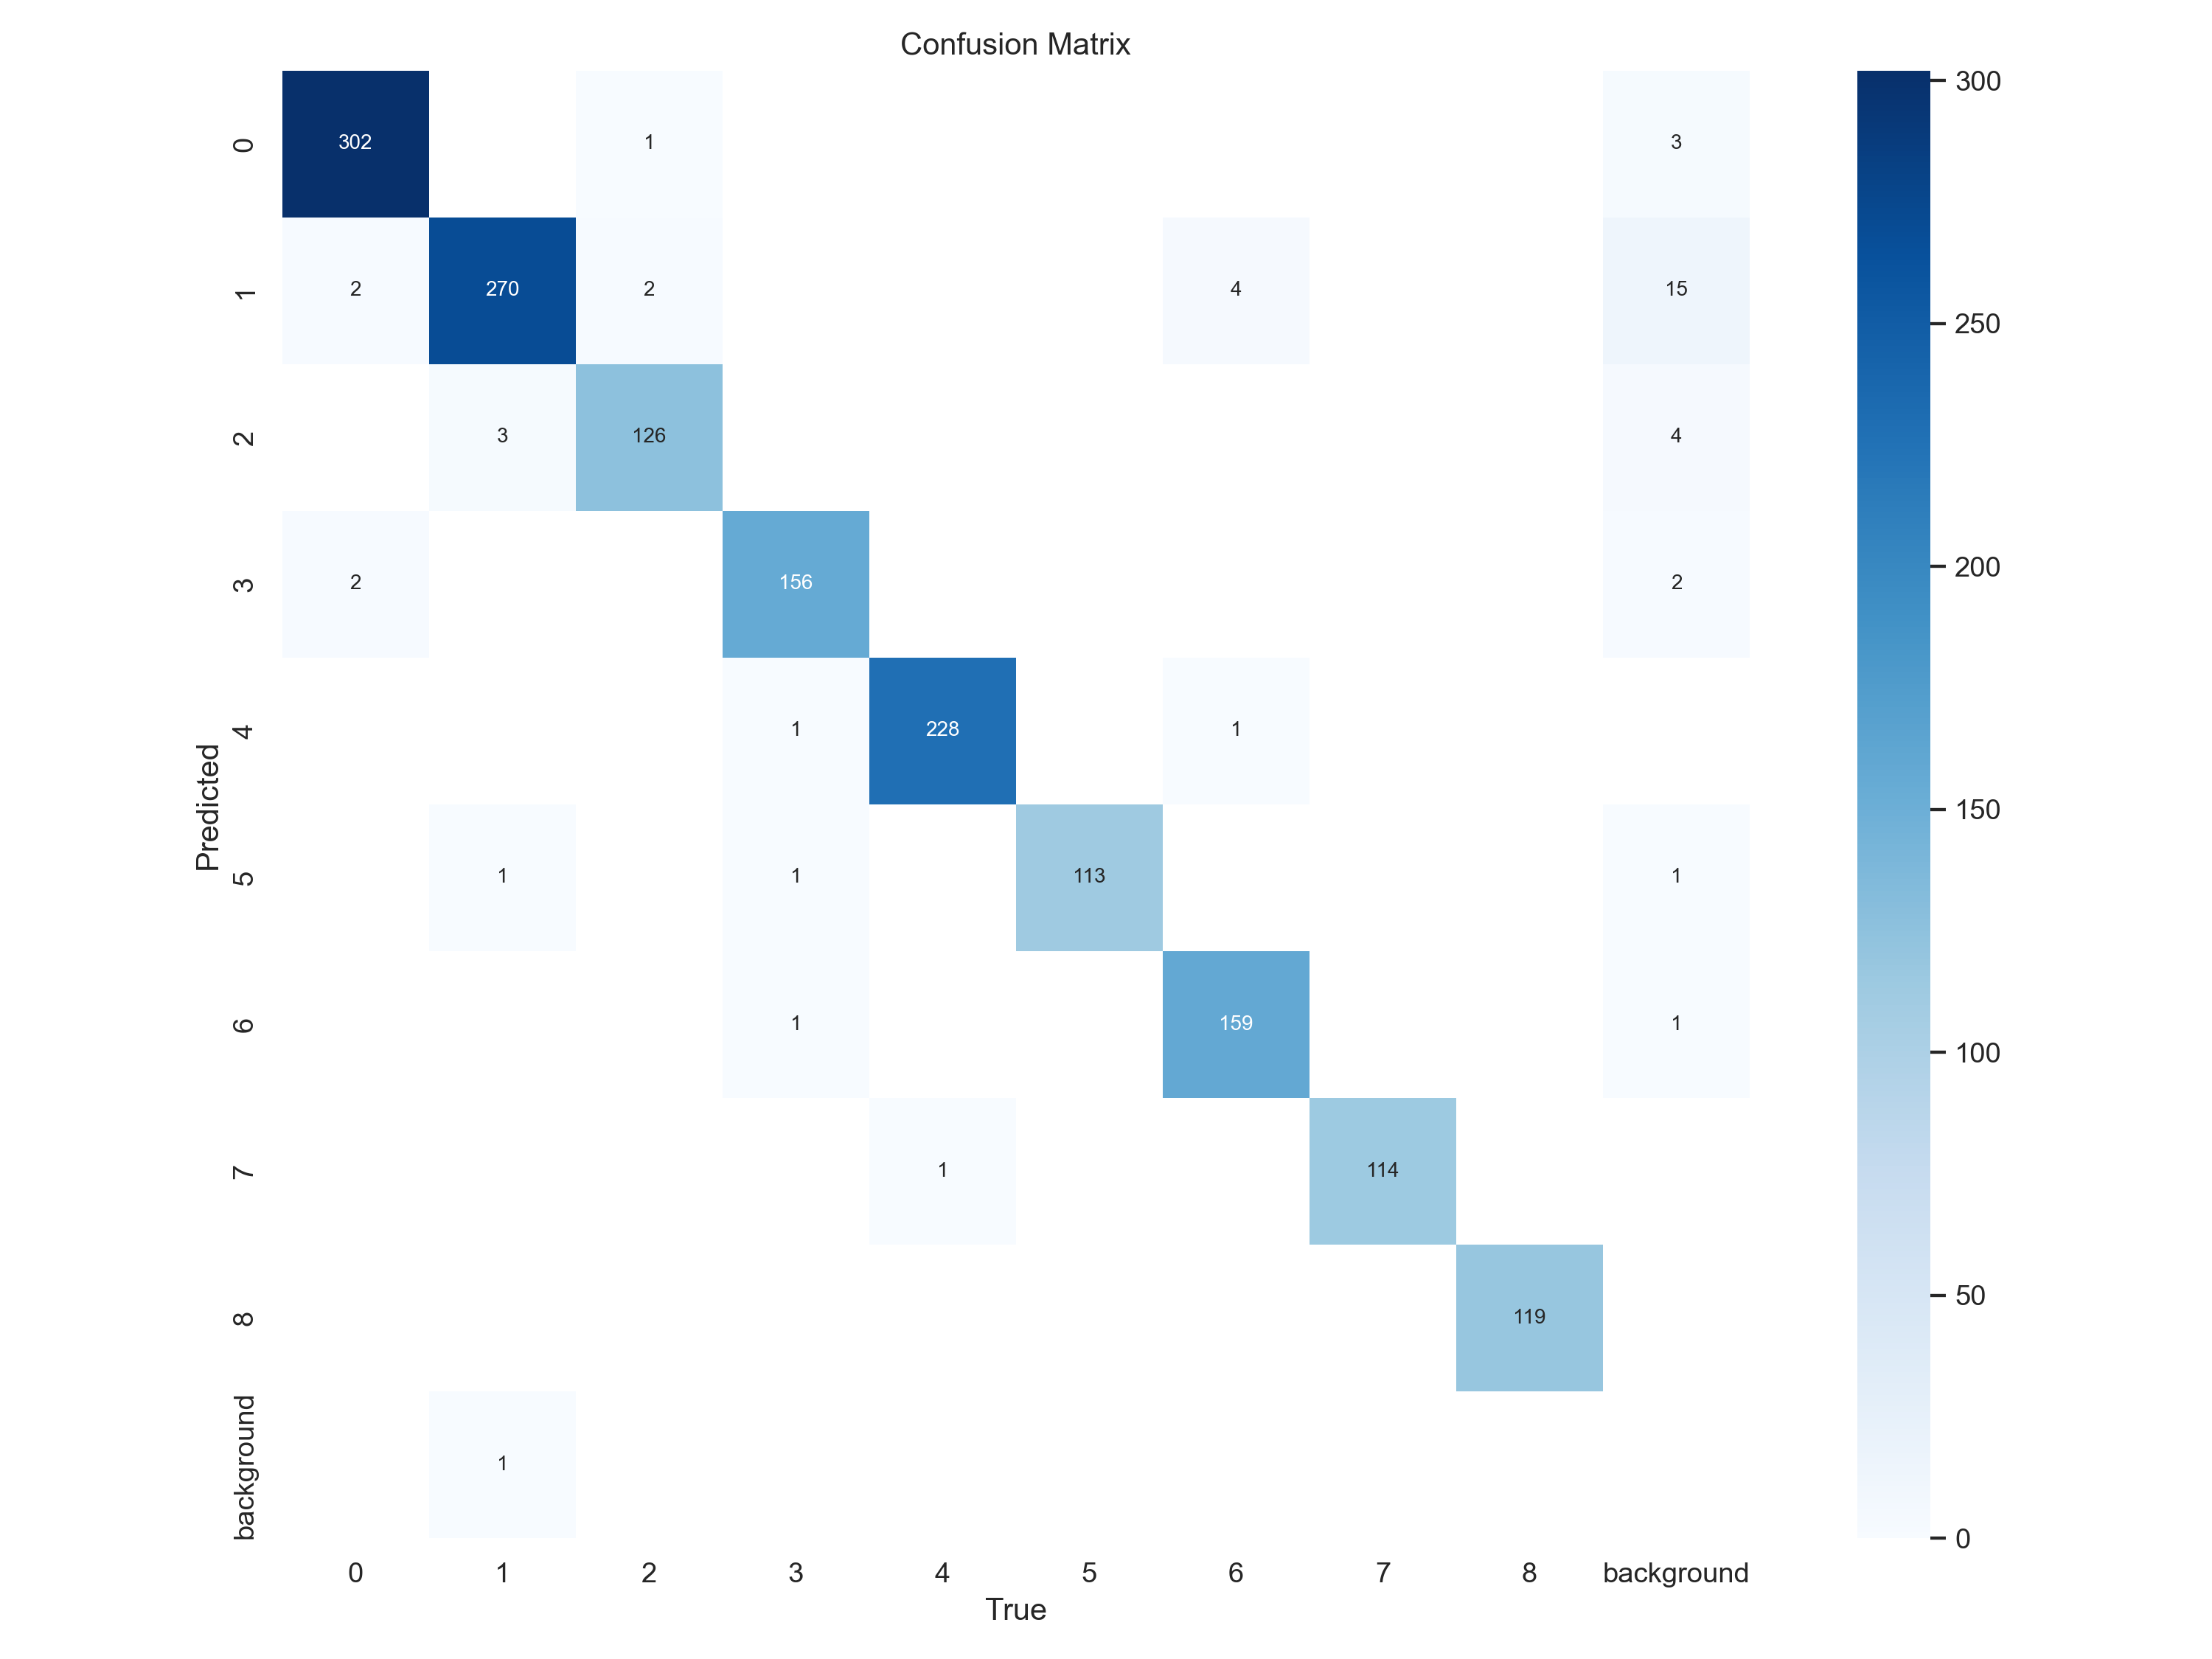 Confusion Matrix
0 302 1 3
1 2 270 2 4 15
2 3 126 4
3 2 156 2
4 1 228 1
5 1 1 113 1
6 1 159 1
7 1 114
8 119
background 1
0 1 2 3 4 5 6 7 8 background
True
Predicted
300
250
200
150
100
50
0